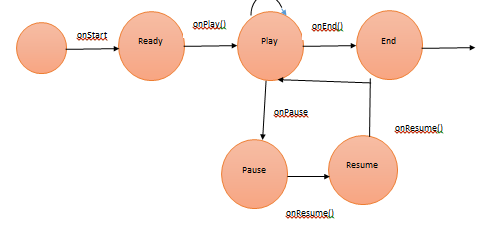 onStart
Ready
onPlay()
Play
onEnd()
End
onPause
onResume()
Pause
Resume
onResume()